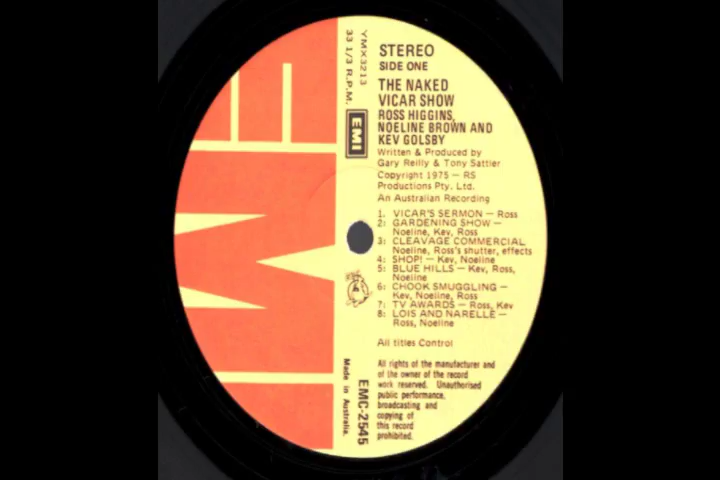 STEREO
SIDE ONE
THE NAKED
VICAR SHOW
ROSS HIGGINS,
NOELINE BROWN AND
KEV GOLSBY
Written & Produced by
Gary Reilly & Tony Sattler
Copyright 1975 — RS
Productions Pty. Ltd.
An Australian Recording
1: VICAR'S SERMON — Ross
2: GARDENING SHOW —
Noeline, Kev, Ross
3: CLEAVAGE COMMERCIAL
Noeline, Ross's shutter, effects
4: SHOP! — Kev, Noeline
5: BLUE HILLS — Kev, Ross,
Noeline
6: CHOOK SMUGGLING —
Kev, Noeline, Ross
7: TV AWARDS — Ross, Kev
8: LOIS AND NARELLE —
Ross, Noeline
All titles Control
All rights of the manufacturer and
of the owner of the record
work reserved. Unauthorised
public performance,
broadcasting and
copying of
this record
prohibited.
YMX3213
33 1/3 R.P.M.
EMI
EMC-2545
Made in Australia.
EMI